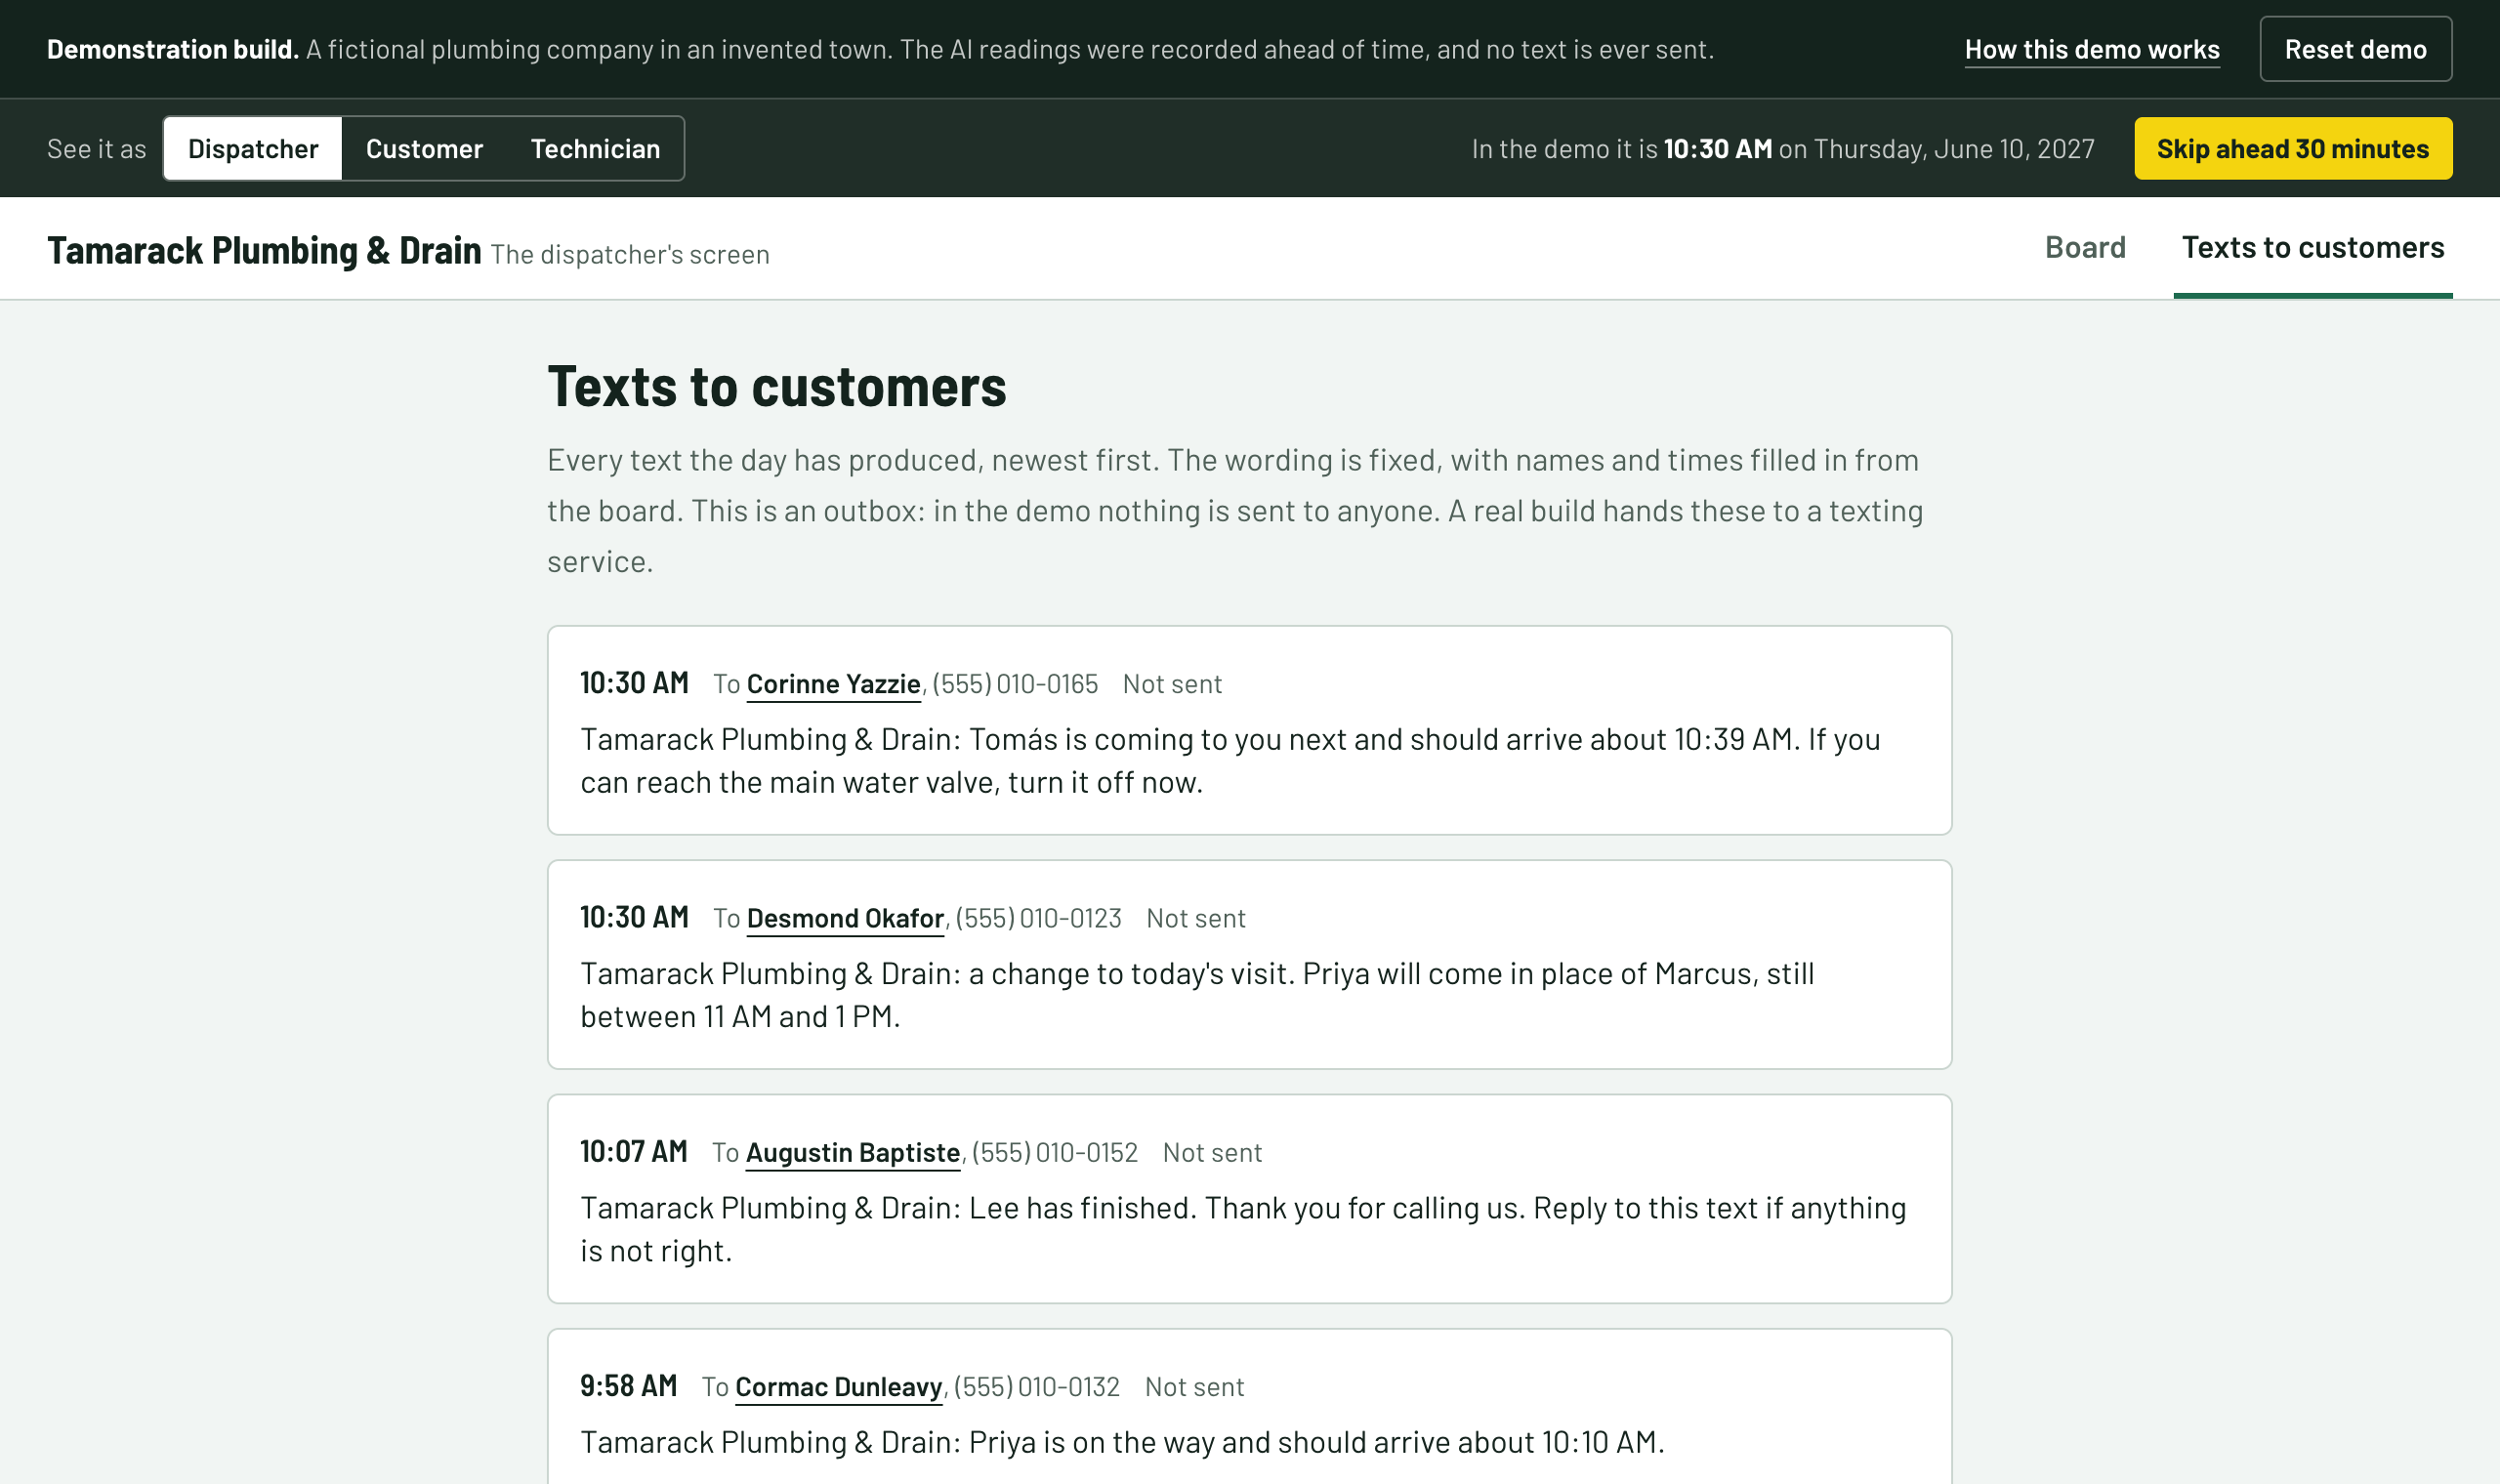 Demonstration build. A fictional plumbing company in an invented town. The AI readings were recorded ahead of time, and no text is ever sent.
How this demo works
Reset demo
See it as
Dispatcher
Customer
Technician
In the demo it is 10:30 AM on Thursday, June 10, 2027
Skip ahead 30 minutes
Tamarack Plumbing & Drain The dispatcher's screen
Board
Texts to customers
Texts to customers
Every text the day has produced, newest first. The wording is fixed, with names and times filled in from
the board. This is an outbox: in the demo nothing is sent to anyone. A real build hands these to a texting
service.
10:30 AM To Corinne Yazzie, (555) 010-0165 Not sent
Tamarack Plumbing & Drain: Tomás is coming to you next and should arrive about 10:39 AM. If you
can reach the main water valve, turn it off now.
10:30 AM To Desmond Okafor, (555) 010-0123 Not sent
Tamarack Plumbing & Drain: a change to today's visit. Priya will come in place of Marcus, still
between 11 AM and 1 PM.
10:07 AM To Augustin Baptiste, (555) 010-0152 Not sent
Tamarack Plumbing & Drain: Lee has finished. Thank you for calling us. Reply to this text if anything
is not right.
9:58 AM To Cormac Dunleavy, (555) 010-0132 Not sent
Tamarack Plumbing & Drain: Priya is on the way and should arrive about 10:10 AM.